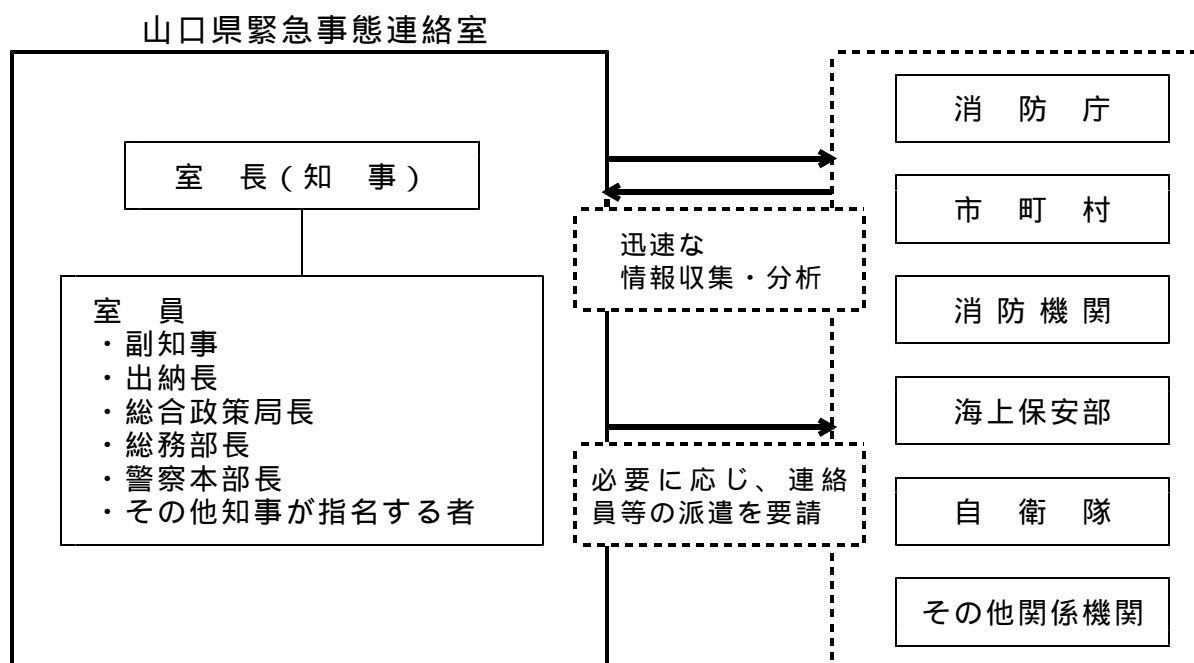 山口県緊急事態連絡室
室　長(知　事)
室　員
・副知事
・出納長
・総合政策局長
・総務部長
・警察本部長
・その他知事が指名する者
迅速な
情報収集・分析
必要に応じ、連絡
員等の派遣を要請
消　防　庁
市　町　村
消 防 機 関
海上保安部
自　衛　隊
その他関係機関